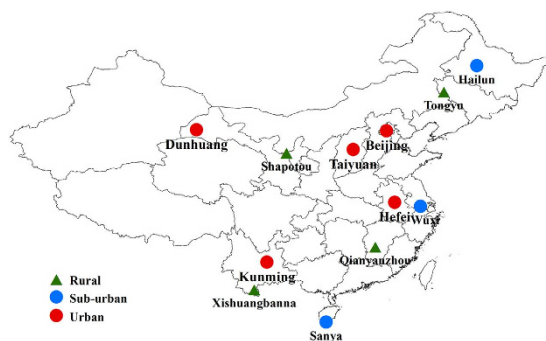 Hailun
Tongyu
Dunhuang
Beijing
Taiyuan
Shapotou
Hefei
Wuxi
Qianyanzhou
Kunming
Xishuangbanna
Sanya
Rural
Sub-urban
Urban